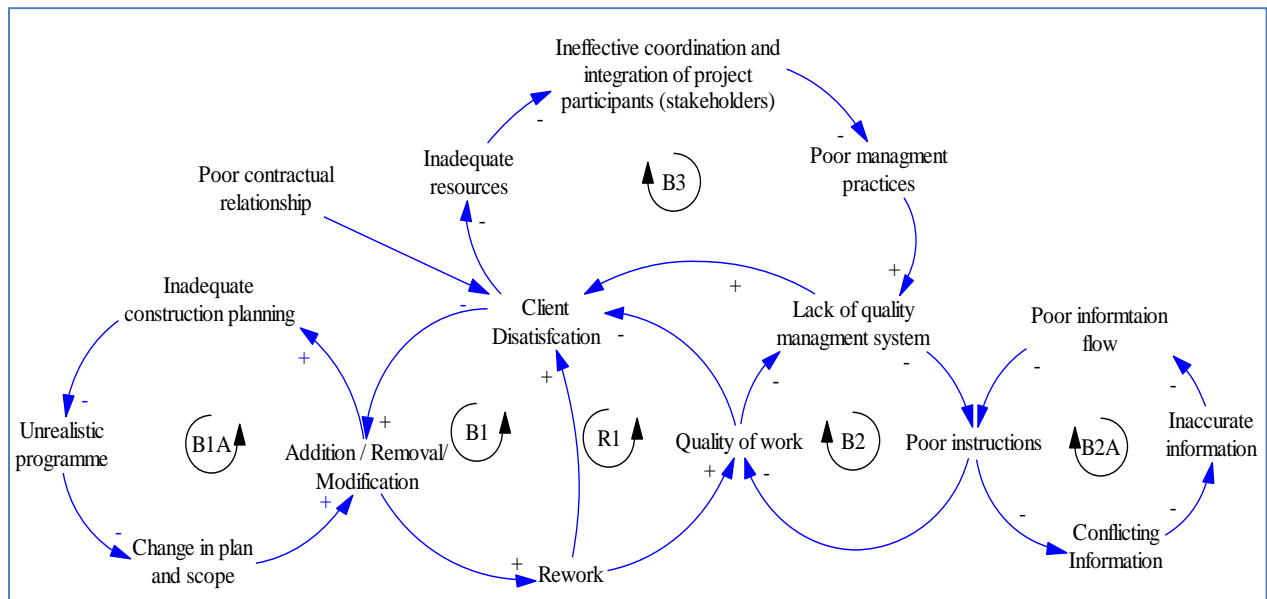 Ineffective coordination and
integration of project
participants (stakeholders)
-
-
Inadequate
resources
Poor managment
practices
B3
Poor contractual
relationship
-
+
Inadequate
construction planning
-
Client
Disatisfcation
+
-
Lack of quality
managment system
Poor informtaion
flow
+
-
-
-
-
-
+
+
Unrealistic
programme
B1A
Addition / Removal/
Modification
B1
R1
Quality of work
B2
Poor instructions
B2A
Inaccurate
information
+
-
+
-
-
-
-
Change in plan
and scope
+
Rework
Conflicting
Information